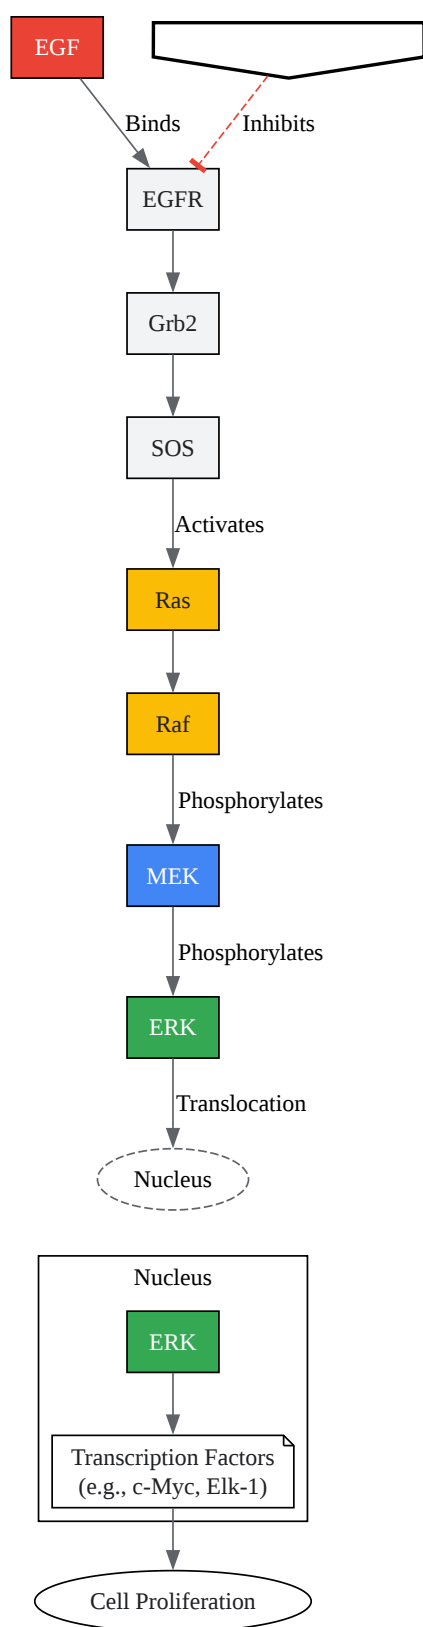 EGF
Binds
Inhibits
EGFR
Grb2
SOS
Activates
Ras
Raf
Phosphorylates
MEK
Phosphorylates
ERK
Translocation
Nucleus
Nucleus
ERK
Transcription Factors
(e.g., c-Myc, Elk-1)
Cell Proliferation